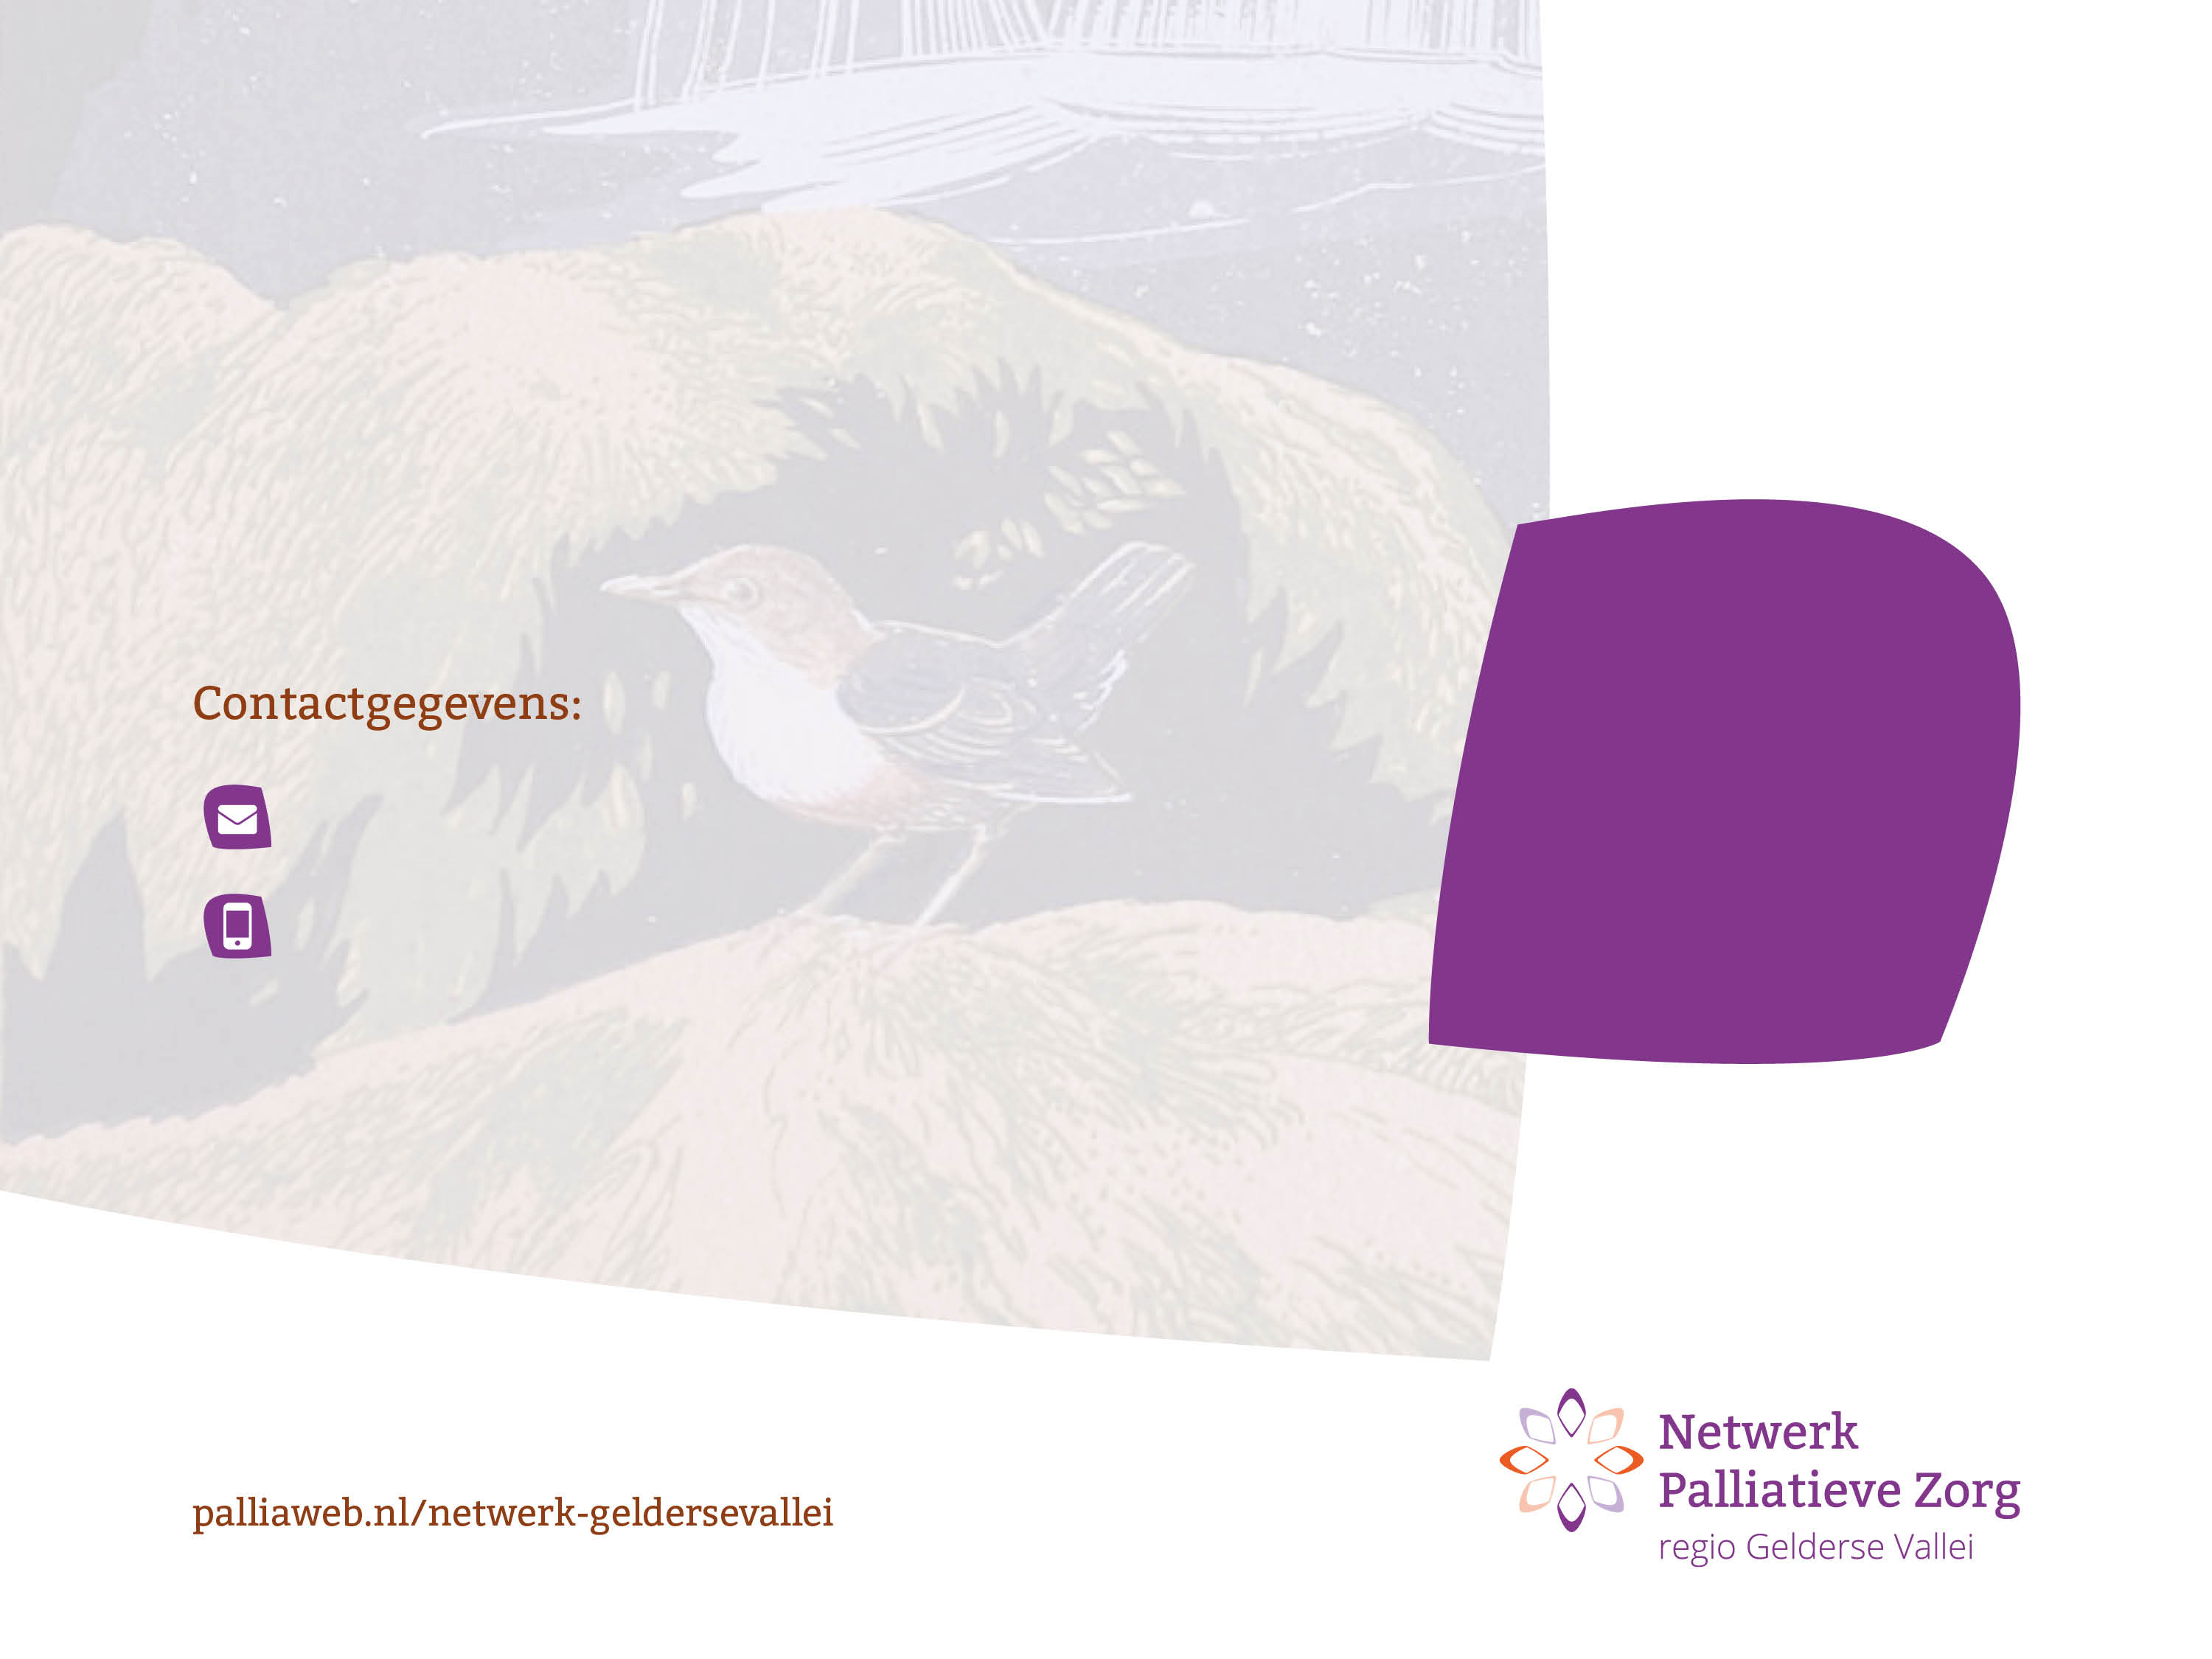 Contactgegevens:
palliaweb.nl/netwerk-geldersevallei
Netwerk
Palliatieve Zorg
regio Gelderse Vallei